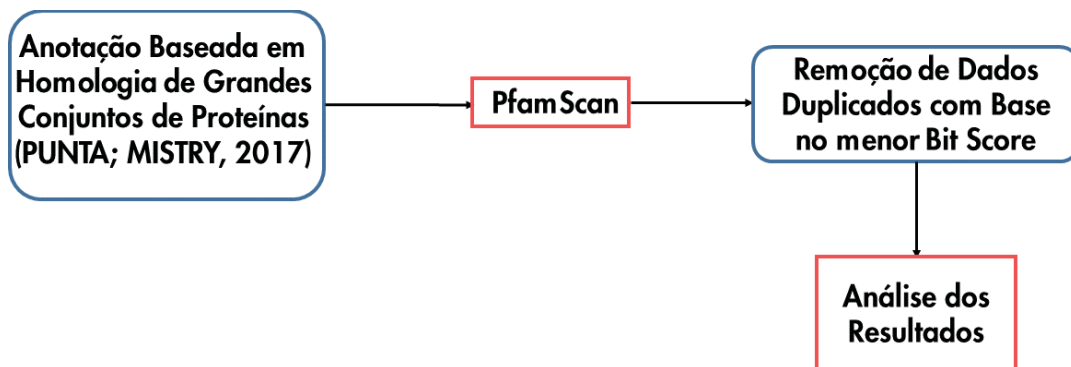 Anotação Baseada em
Homologia de Grandes
Conjuntos de Proteínas
(PUNTA; MISTRY, 2017)
PfamScan
Remoção de Dados
Duplicados com Base
no menor Bit Score
Análise dos
Resultados